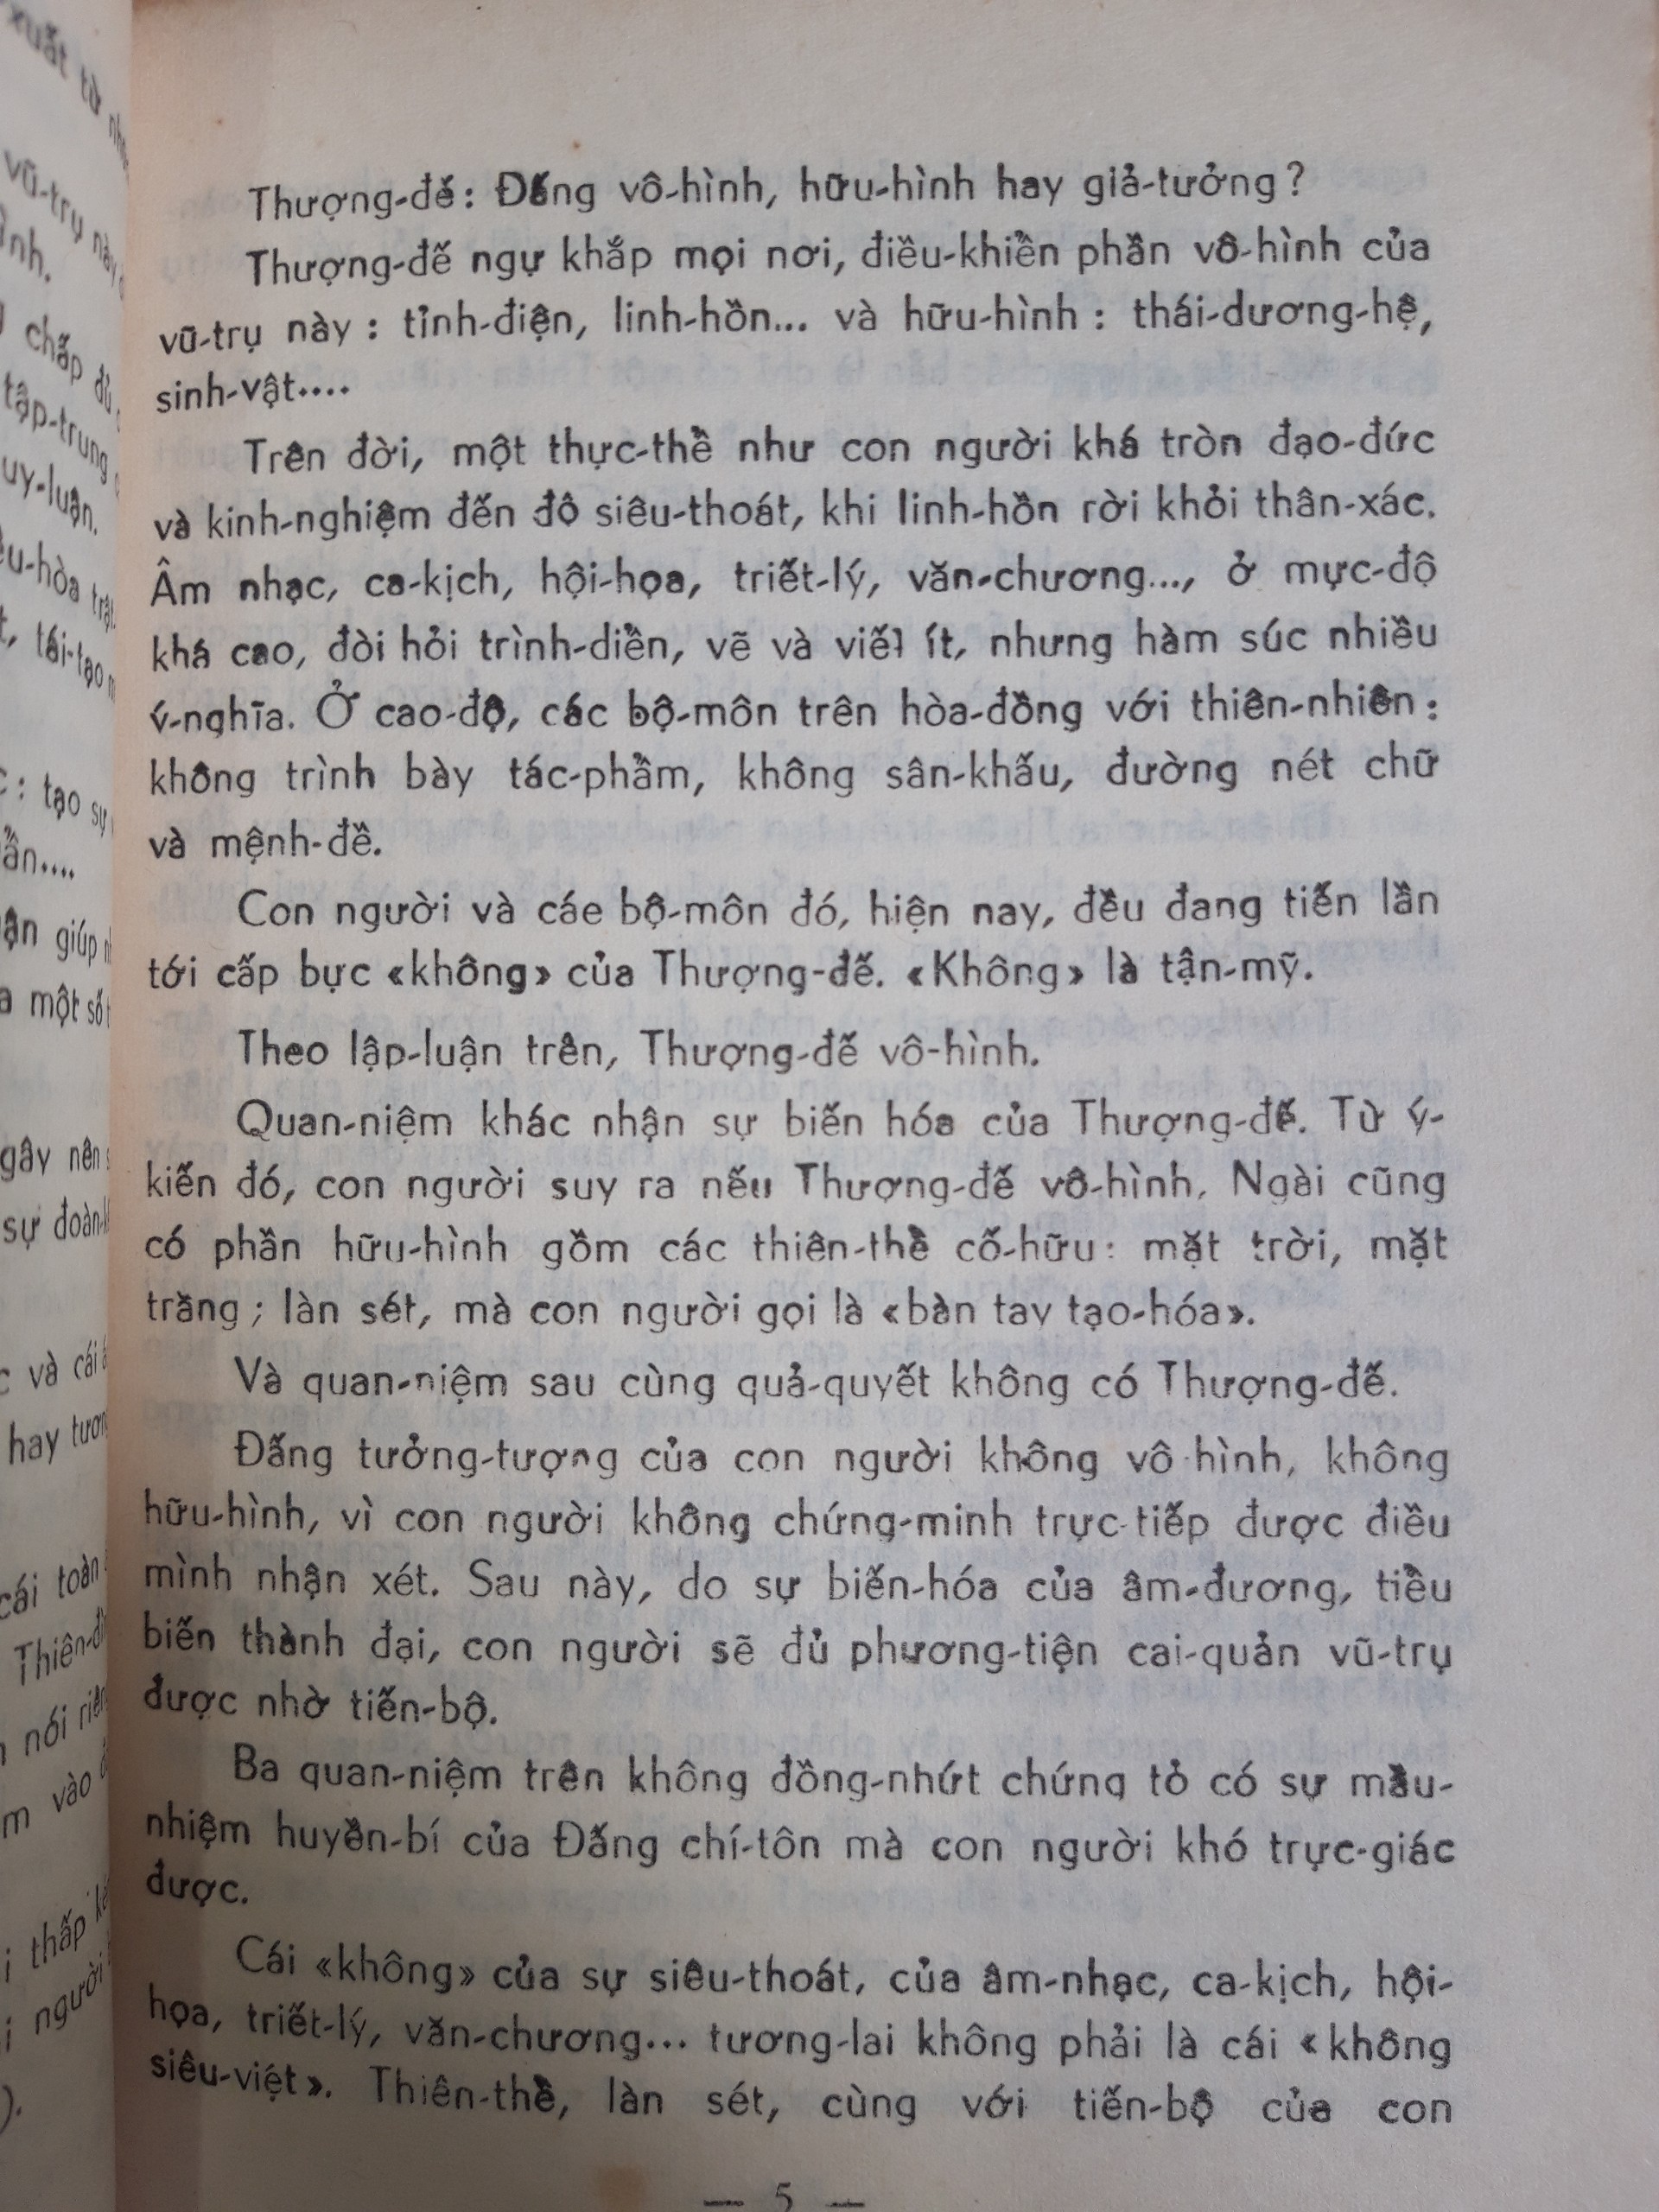 Thượng-đế : Đấng vô-hình, hữu-hình hay giả-tưởng ?
Thượng-đế ngự khắp mọi nơi, điều-khiển phần vô-hình của
vũ-trụ này : tỉnh-điện, linh-hồn... và hữu-hình : thái-dương-hệ,
sinh-vật....
Trên đời, một thực-thể như con người khá tròn đạo-đức
và kinh-nghiệm đến độ siêu-thoát, khi linh-hồn rời khỏi thân-xác.
Âm nhạc, ca-kịch, hội-họa, triết-lý, văn-chương..., ở mực-độ
khá cao, đòi hỏi trình-diễn, vẽ và viết ít, nhưng hàm súc nhiều
ý-nghĩa. Ở cao-độ, các bộ-môn trên hòa-đồng với thiên-nhiên :
không trình bày tác-phẩm, không sân-khấu, đường nét chữ
và mệnh-đề.
Con người và các bộ-môn đó, hiện nay, đều đang tiến lần
tới cấp bực «không» của Thượng-đế. «Không» là tận-mỹ.
Theo lập-luận trên, Thượng-đế vô-hình.
Quan-niệm khác nhận sự biến hóa của Thượng-đế. Từ ý-
kiến đó, con người suy ra nếu Thượng-đế vô-hình, Ngài cũng
có phần hữu-hình gồm các thiên-thể cố-hữu : mặt trời, mặt
trăng ; làn sét, mà con người gọi là «bàn tay tạo-hóa».
Và quan-niệm sau cùng quả-quyết không có Thượng-đế.
Đấng tưởng-tượng của con người không vô-hình, không
hữu-hình, vì con người không chứng-minh trực-tiếp được điều
mình nhận xét. Sau này, do sự biến-hóa của âm-dương, tiểu
biến thành đại, con người sẽ đủ phương-tiện cai-quản vũ-trụ
được nhờ tiến-bộ.
Ba quan-niệm trên không đồng-nhứt chứng tỏ có sự mầu-
nhiệm huyền-bí của Đấng chí-tôn mà con người khó trực-giác
được.
Cái «không» của sự siêu-thoát, của âm-nhạc, ca-kịch, hội-
họa, triết-lý, văn-chương... tương-lai không phải là cái «không
siêu-việt». Thiên-thể, làn sét, cùng với tiến-bộ của con
— 5 —